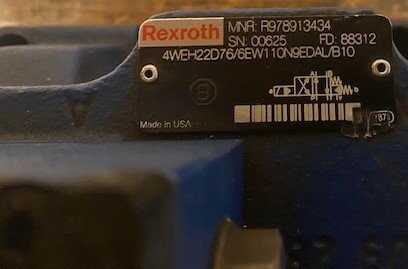 Rexroth
MNR: R978913434
SN: 00625 FD: 88312
4WEH22D76/6EW110N9EDAL/B10
Made in USA